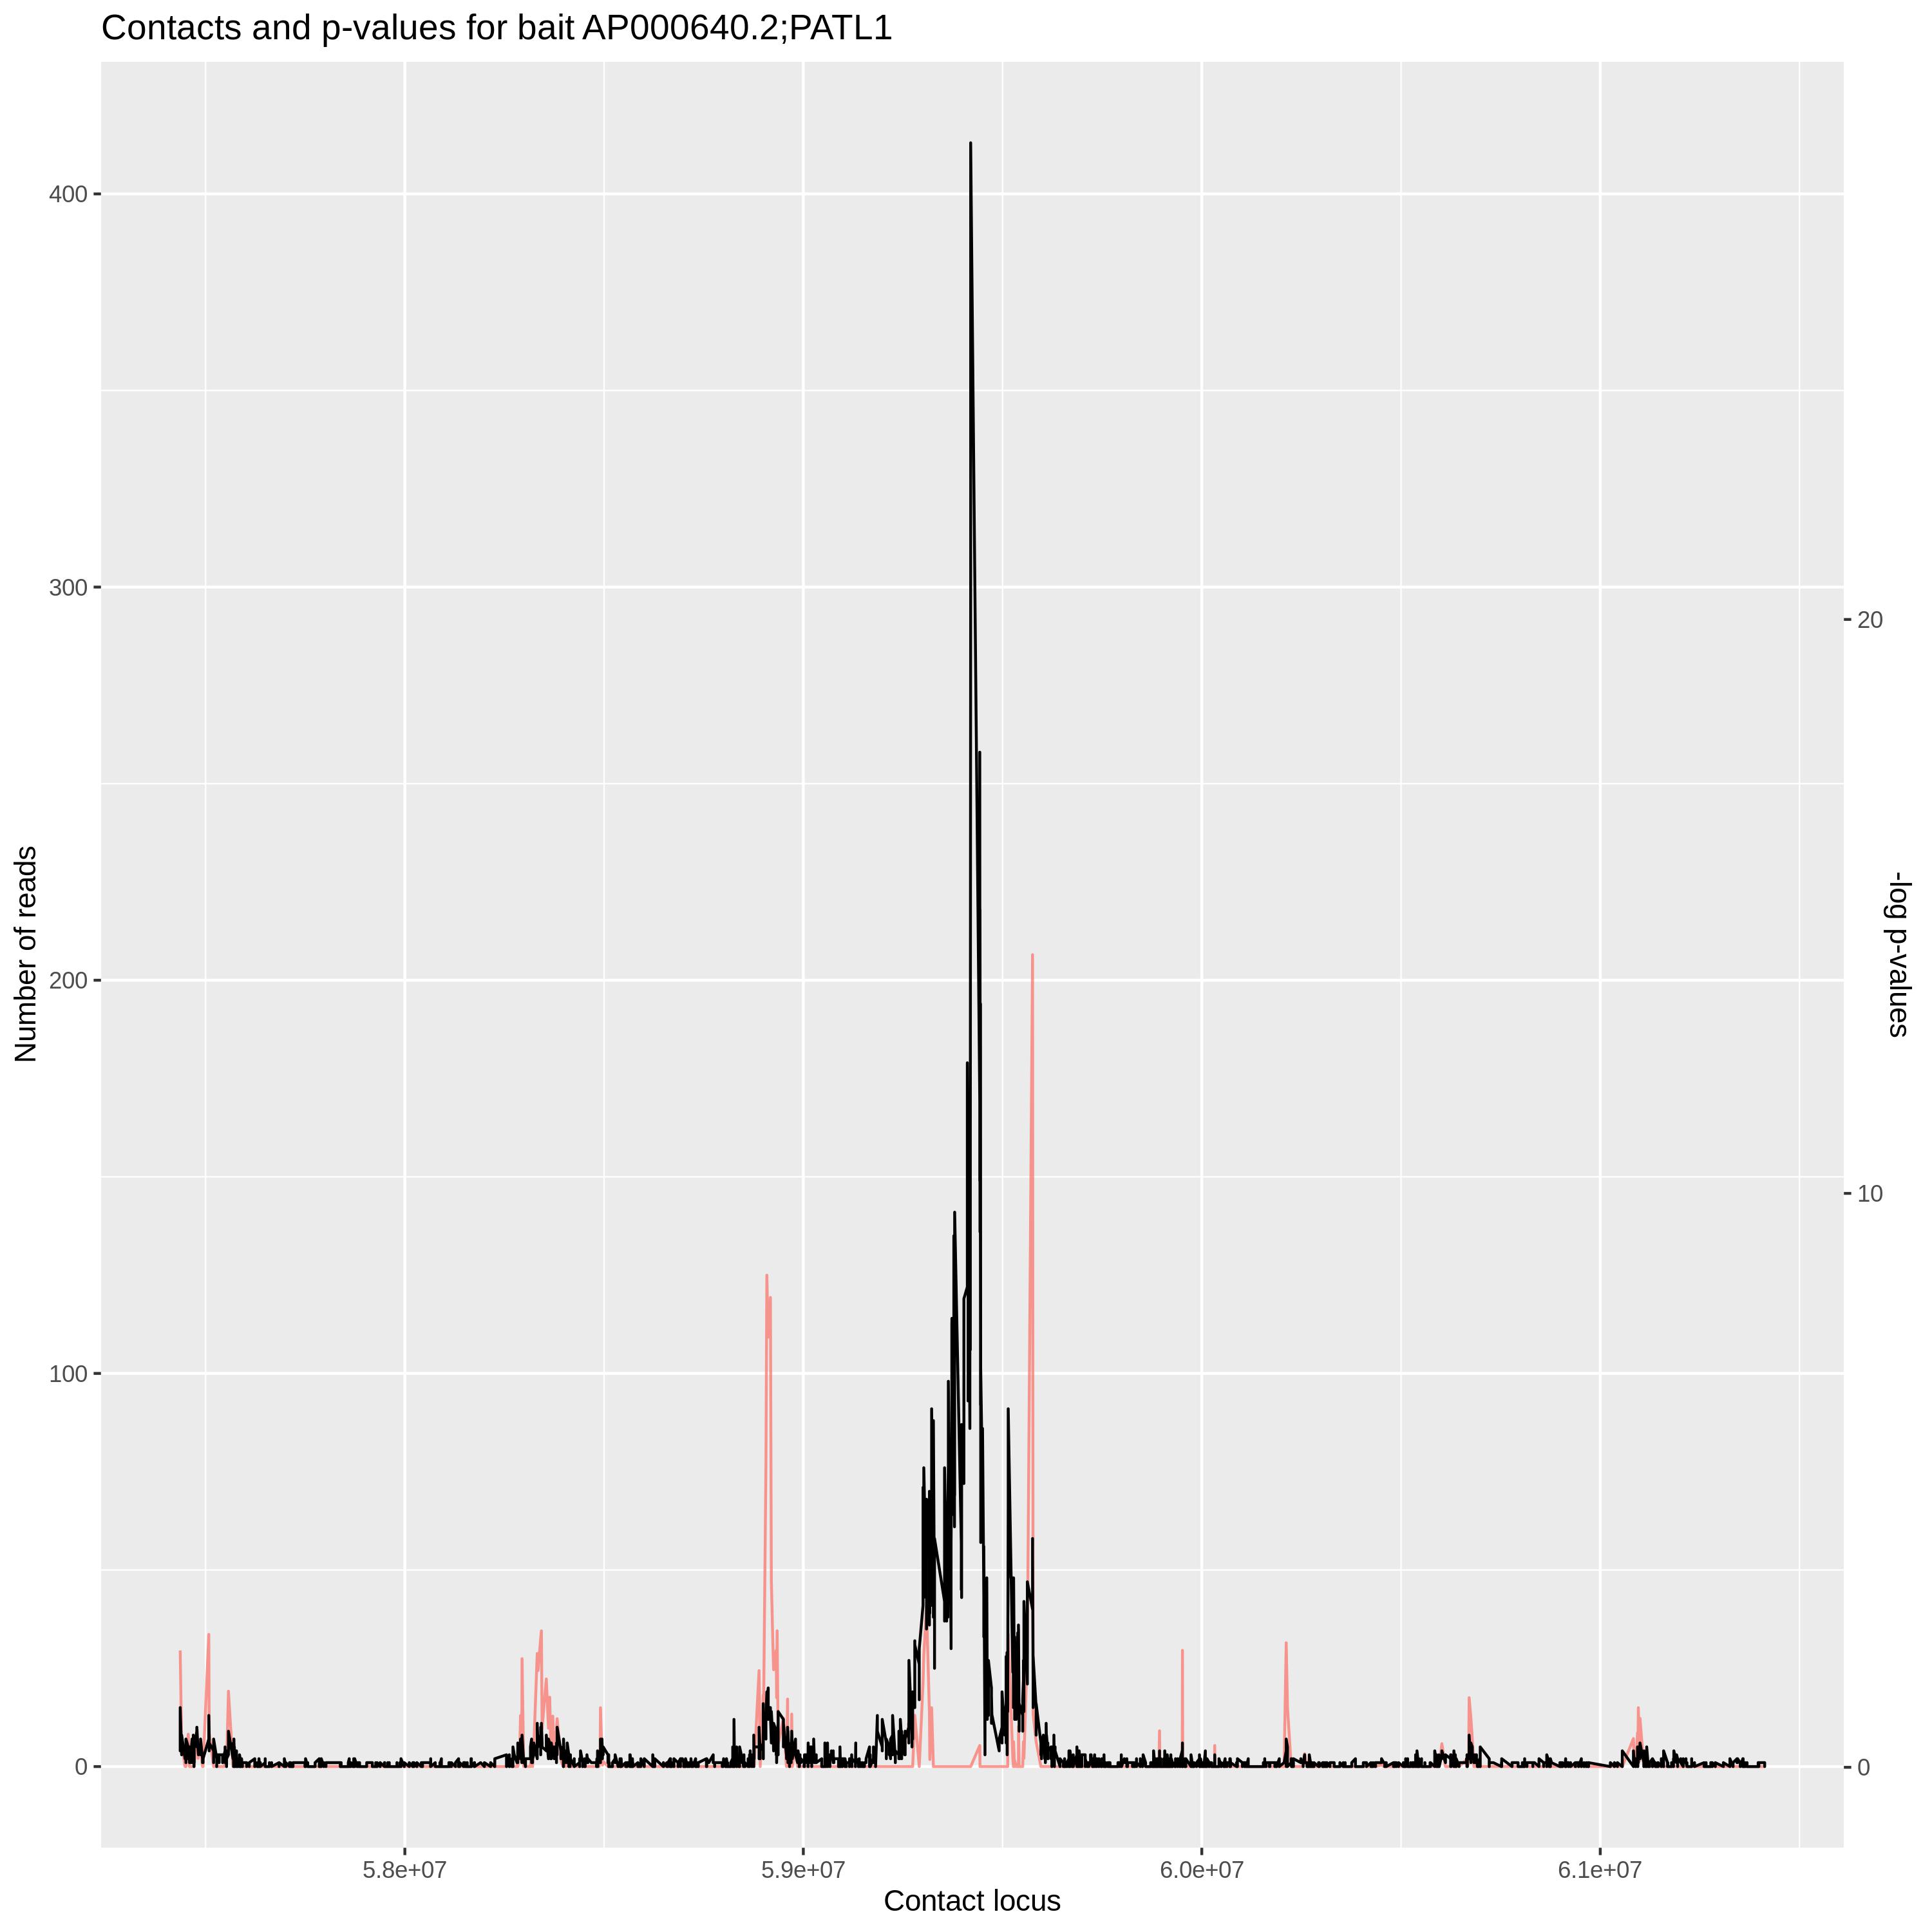 Contacts and p-values for bait AP000640.2;PATL1
400
300
200
100
0
Number of reads
20
10
0
-log p-values
5.8e+07
5.9e+07
6.0e+07
6.1e+07
Contact locus